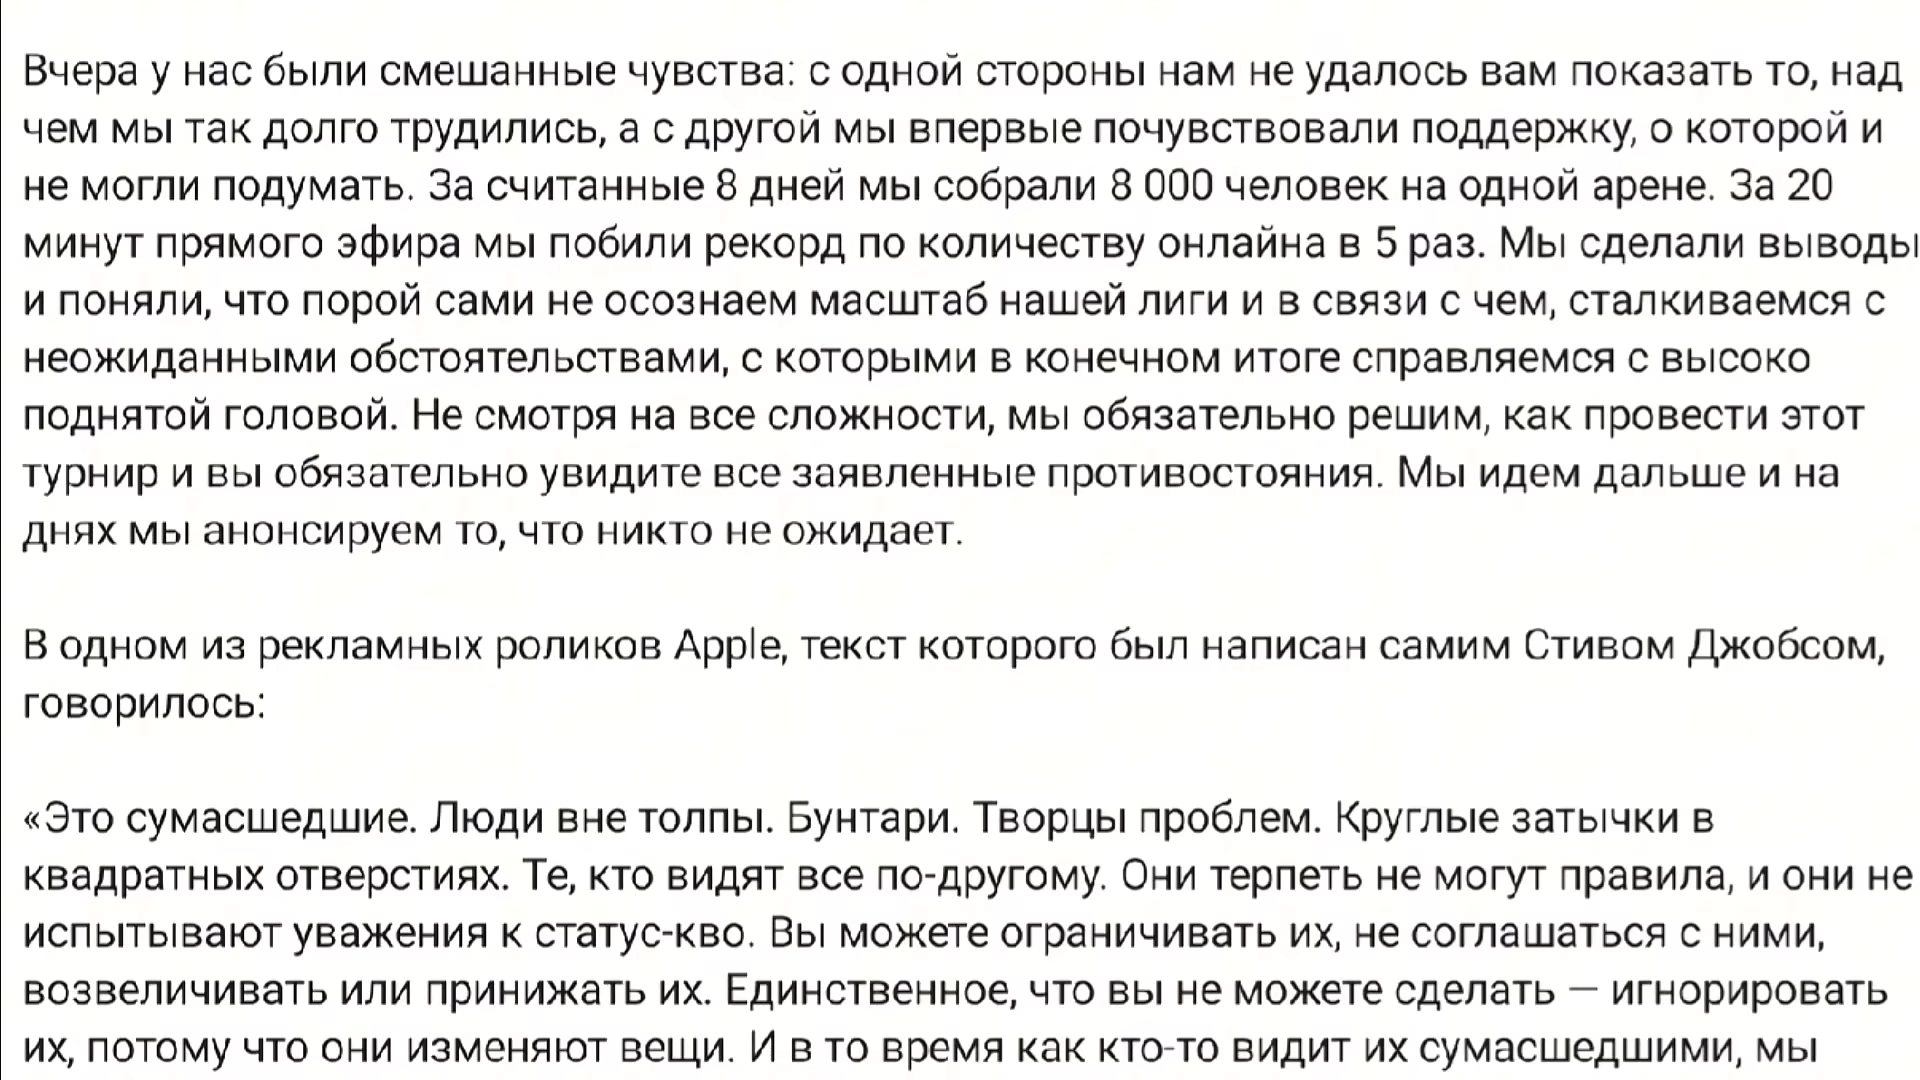 Вчера у нас были смешанные чувства: с одной стороны нам не удалось вам показать то, над
чем мы так долго трудились, а с другой мы впервые почувствовали поддержку, о которой и
не могли подумать. За считанные 8 дней мы собрали 8 000 человек на одной арене. За 20
минут прямого эфира мы побили рекорд по количеству онлайна в 5 раз. Мы сделали выводы
и поняли, что порой сами не осознаем масштаб нашей лиги и в связи с чем, сталкиваемся с
неожиданными обстоятельствами, с которыми в конечном итоге справляемся с высоко
поднятой головой. Не смотря на все сложности, мы обязательно решим, как провести этот
турнир и вы обязательно увидите все заявленные противостояния. Мы идем дальше и на
днях мы анонсируем то, что никто не ожидает.
В одном из рекламных роликов Apple, текст которого был написан самим Стивом Джобсом,
говорилось:
«Это сумасшедшие. Люди вне толпы. Бунтари. Творцы проблем. Круглые затычки в
квадратных отверстиях. Те, кто видят все по-другому. Они терпеть не могут правила, и они не
испытывают уважения к статус-кво. Вы можете ограничивать их, не соглашаться с ними,
возвеличивать или принижать их. Единственное, что вы не можете сделать — игнорировать
их, потому что они изменяют вещи. И в то время как кто-то видит их сумасшедшими, мы